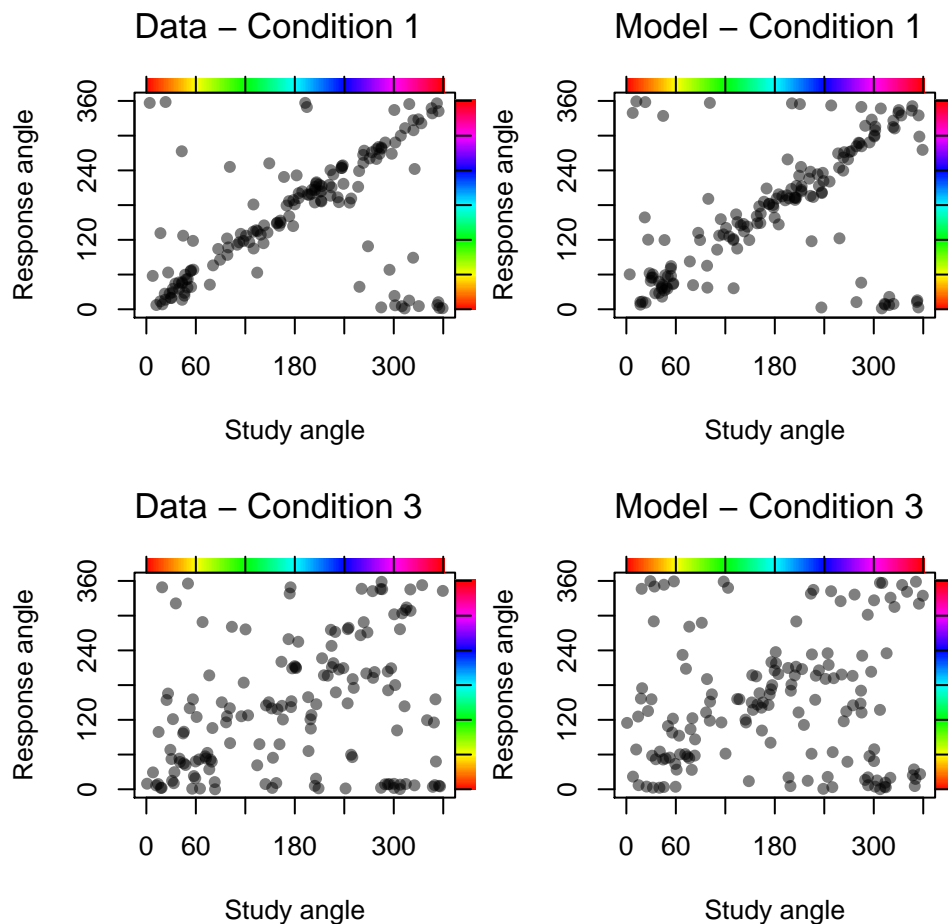 Data – Condition 1
Model – Condition 1
360
240
120
0
Response angle
0 60 180 300
Study angle
360
240
120
0
Response angle
0 60 180 300
Study angle
Data – Condition 3
Model – Condition 3
360
240
120
0
Response angle
0 60 180 300
Study angle
360
240
120
0
Response angle
0 60 180 300
Study angle